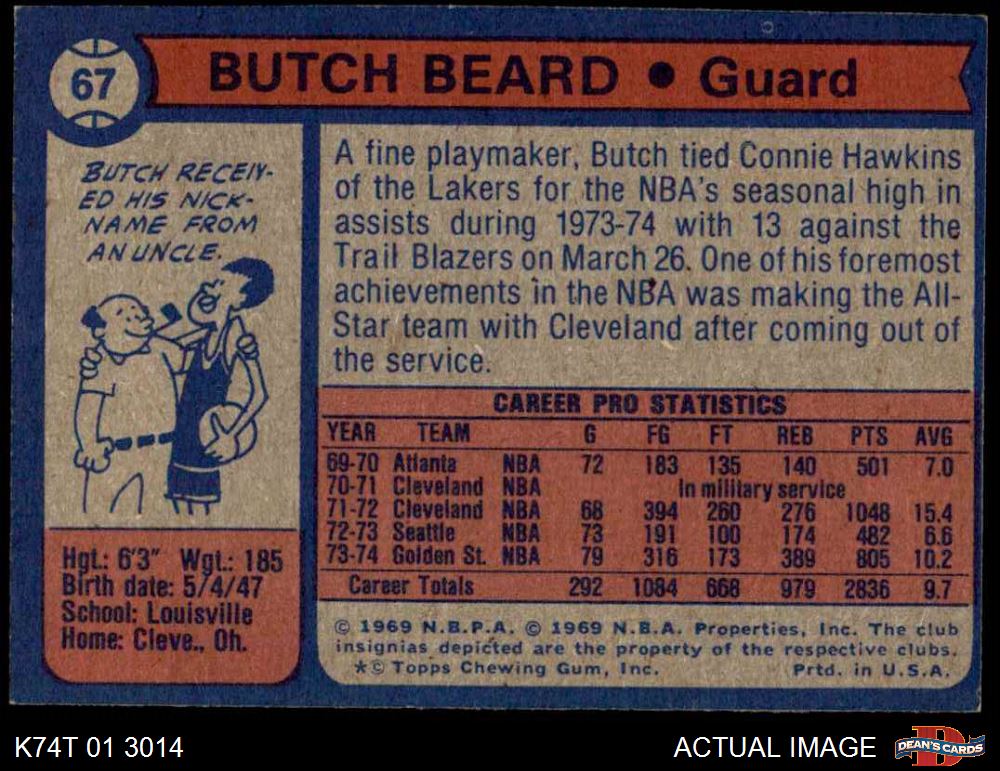 67
BUTCH BEARD • Guard
BUTCH RECEIV-
ED HIS NICK-
NAME FROM
AN UNCLE.
A fine playmaker, Butch tied Connie Hawkins
of the Lakers for the NBA's seasonal high in
assists during 1973-74 with 13 against the
Trail Blazers on March 26. One of his foremost
achievements in the NBA was making the All-
Star team with Cleveland after coming out of
the service.
CAREER PRO STATISTICS
YEAR TEAM G FG FT REB PTS AVG
69-70 Atlanta NBA 72 183 135 140 501 7.0
70-71 Cleveland NBA In military service
71-72 Cleveland NBA 68 394 260 276 1048 15.4
72-73 Seattle NBA 73 191 100 174 482 6.6
73-74 Golden St. NBA 79 316 173 389 805 10.2
Career Totals 292 1084 668 979 2836 9.7
Hgt.: 6'3" Wgt.: 185
Birth date: 5/4/47
School: Louisville
Home: Cleve., Oh.
© 1969 N.B.P.A. © 1969 N.B.A. Properties, Inc. The club
insignias depicted are the property of the respective clubs.
*© Topps Chewing Gum, Inc. Prtd. in U.S.A.
K74T 01 3014
ACTUAL IMAGE
D
DEAN'S CARDS